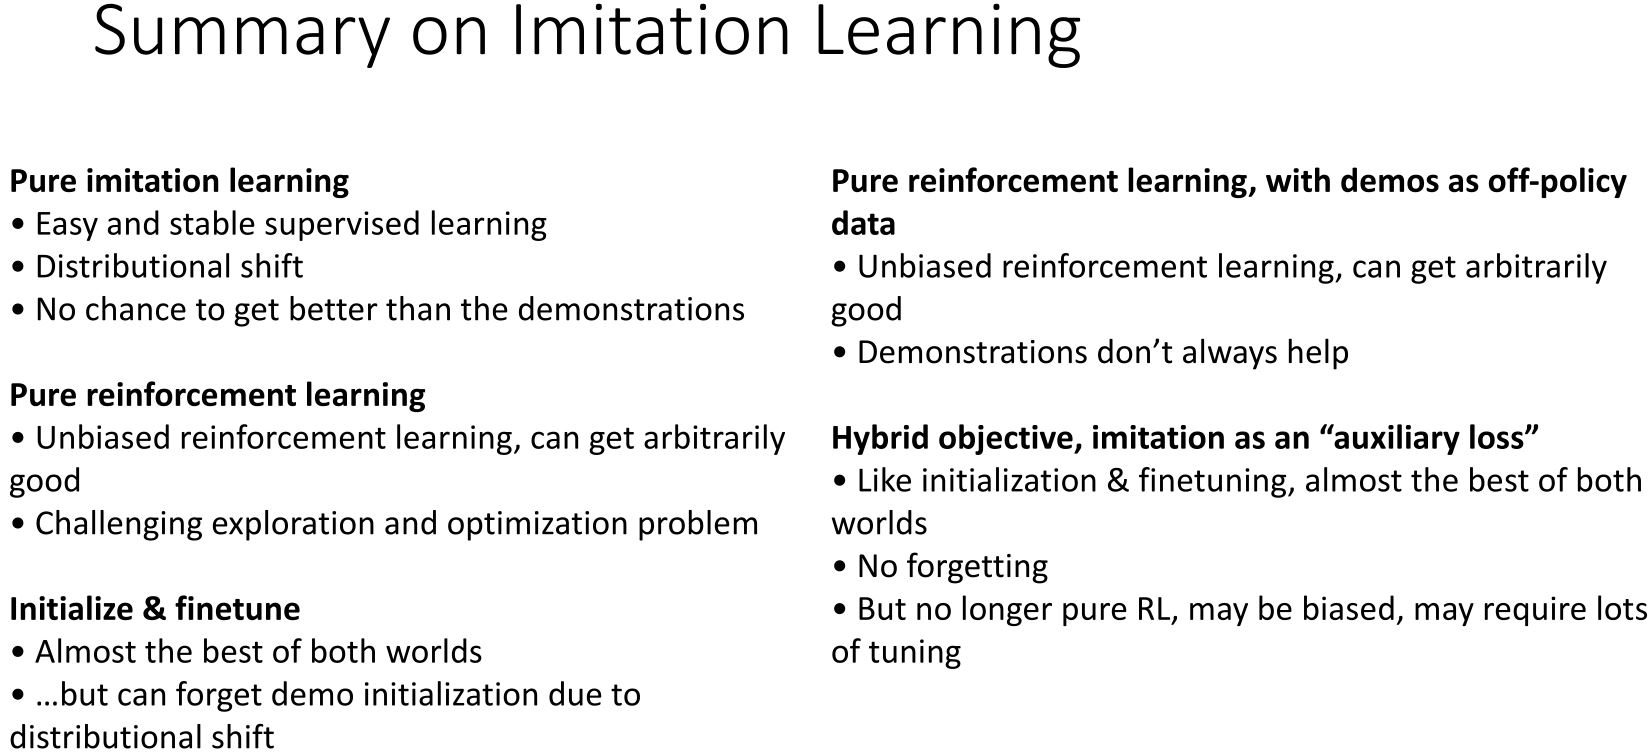 Summary on Imitation Learning
Pure imitation learning
• Easy and stable supervised learning
• Distributional shift
• No chance to get better than the demonstrations
Pure reinforcement learning
• Unbiased reinforcement learning, can get arbitrarily
good
• Challenging exploration and optimization problem
Initialize & finetune
• Almost the best of both worlds
• …but can forget demo initialization due to
distributional shift
Pure reinforcement learning, with demos as off-policy
data
• Unbiased reinforcement learning, can get arbitrarily
good
• Demonstrations don’t always help
Hybrid objective, imitation as an “auxiliary loss”
• Like initialization & finetuning, almost the best of both
worlds
• No forgetting
• But no longer pure RL, may be biased, may require lots
of tuning